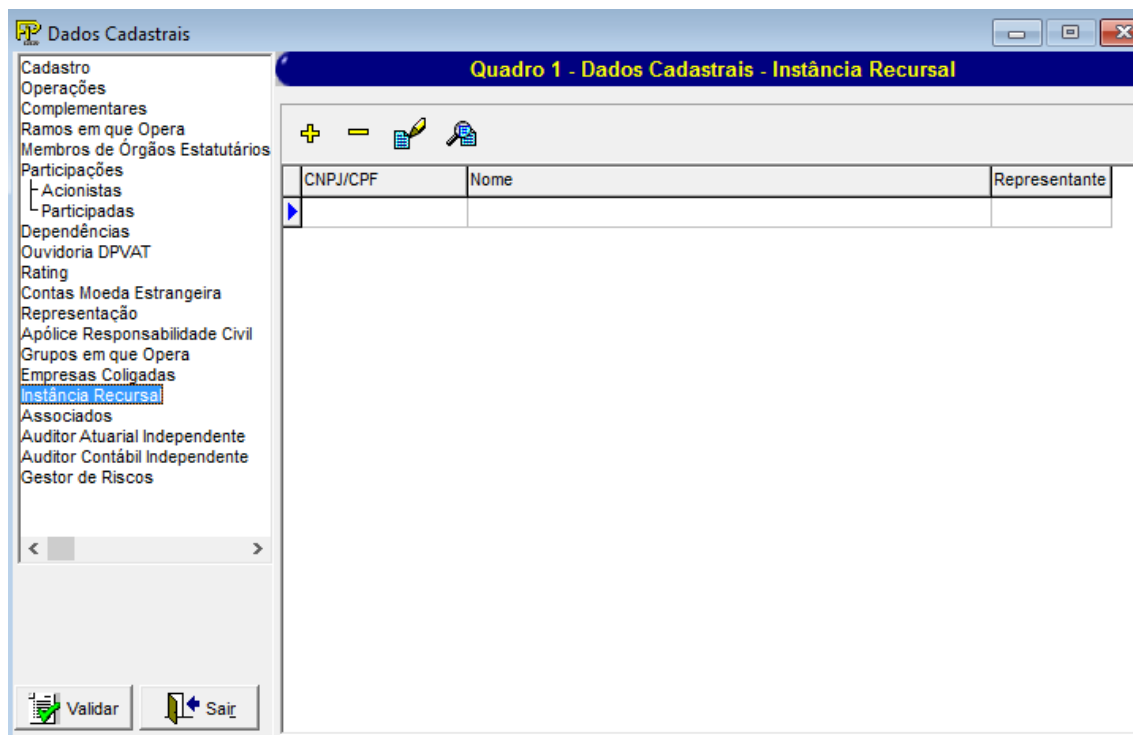 Dados Cadastrais
Cadastro
Operações
Complementares
Ramos em que Opera
Membros de Órgãos Estatutários
Participações
Acionistas
Participadas
Dependências
Ouvidoria DPVAT
Rating
Contas Moeda Estrangeira
Representação
Apólice Responsabilidade Civil
Grupos em que Opera
Empresas Coligadas
Instância Recursal
Associados
Auditor Atuarial Independente
Auditor Contábil Independente
Gestor de Riscos
Validar
Sair
Quadro 1 - Dados Cadastrais - Instância Recursal
CNPJ/CPF Nome Representante